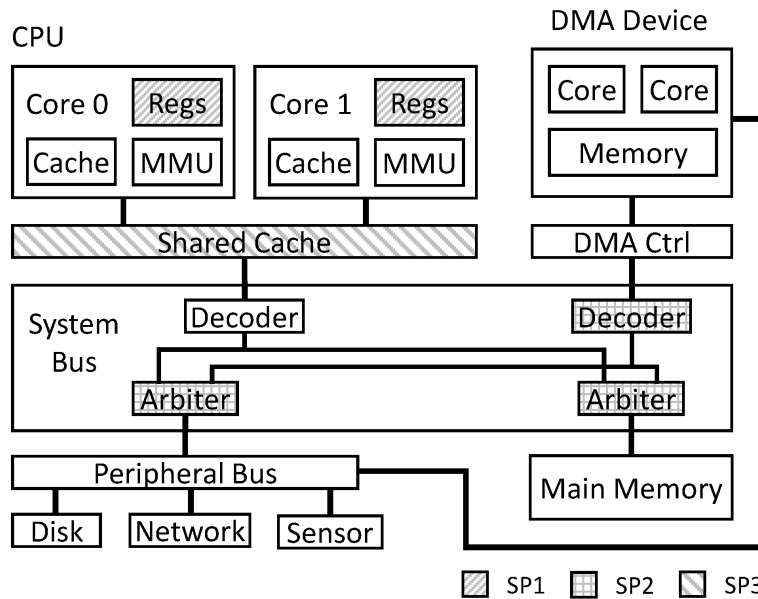 CPU
DMA Device
Core 0
Regs
Cache
MMU
Core 1
Regs
Cache
MMU
Core
Core
Memory
Shared Cache
DMA Ctrl
System
Bus
Decoder
Decoder
Arbiter
Arbiter
Peripheral Bus
Main Memory
Disk
Network
Sensor
SP1
SP2
SP3